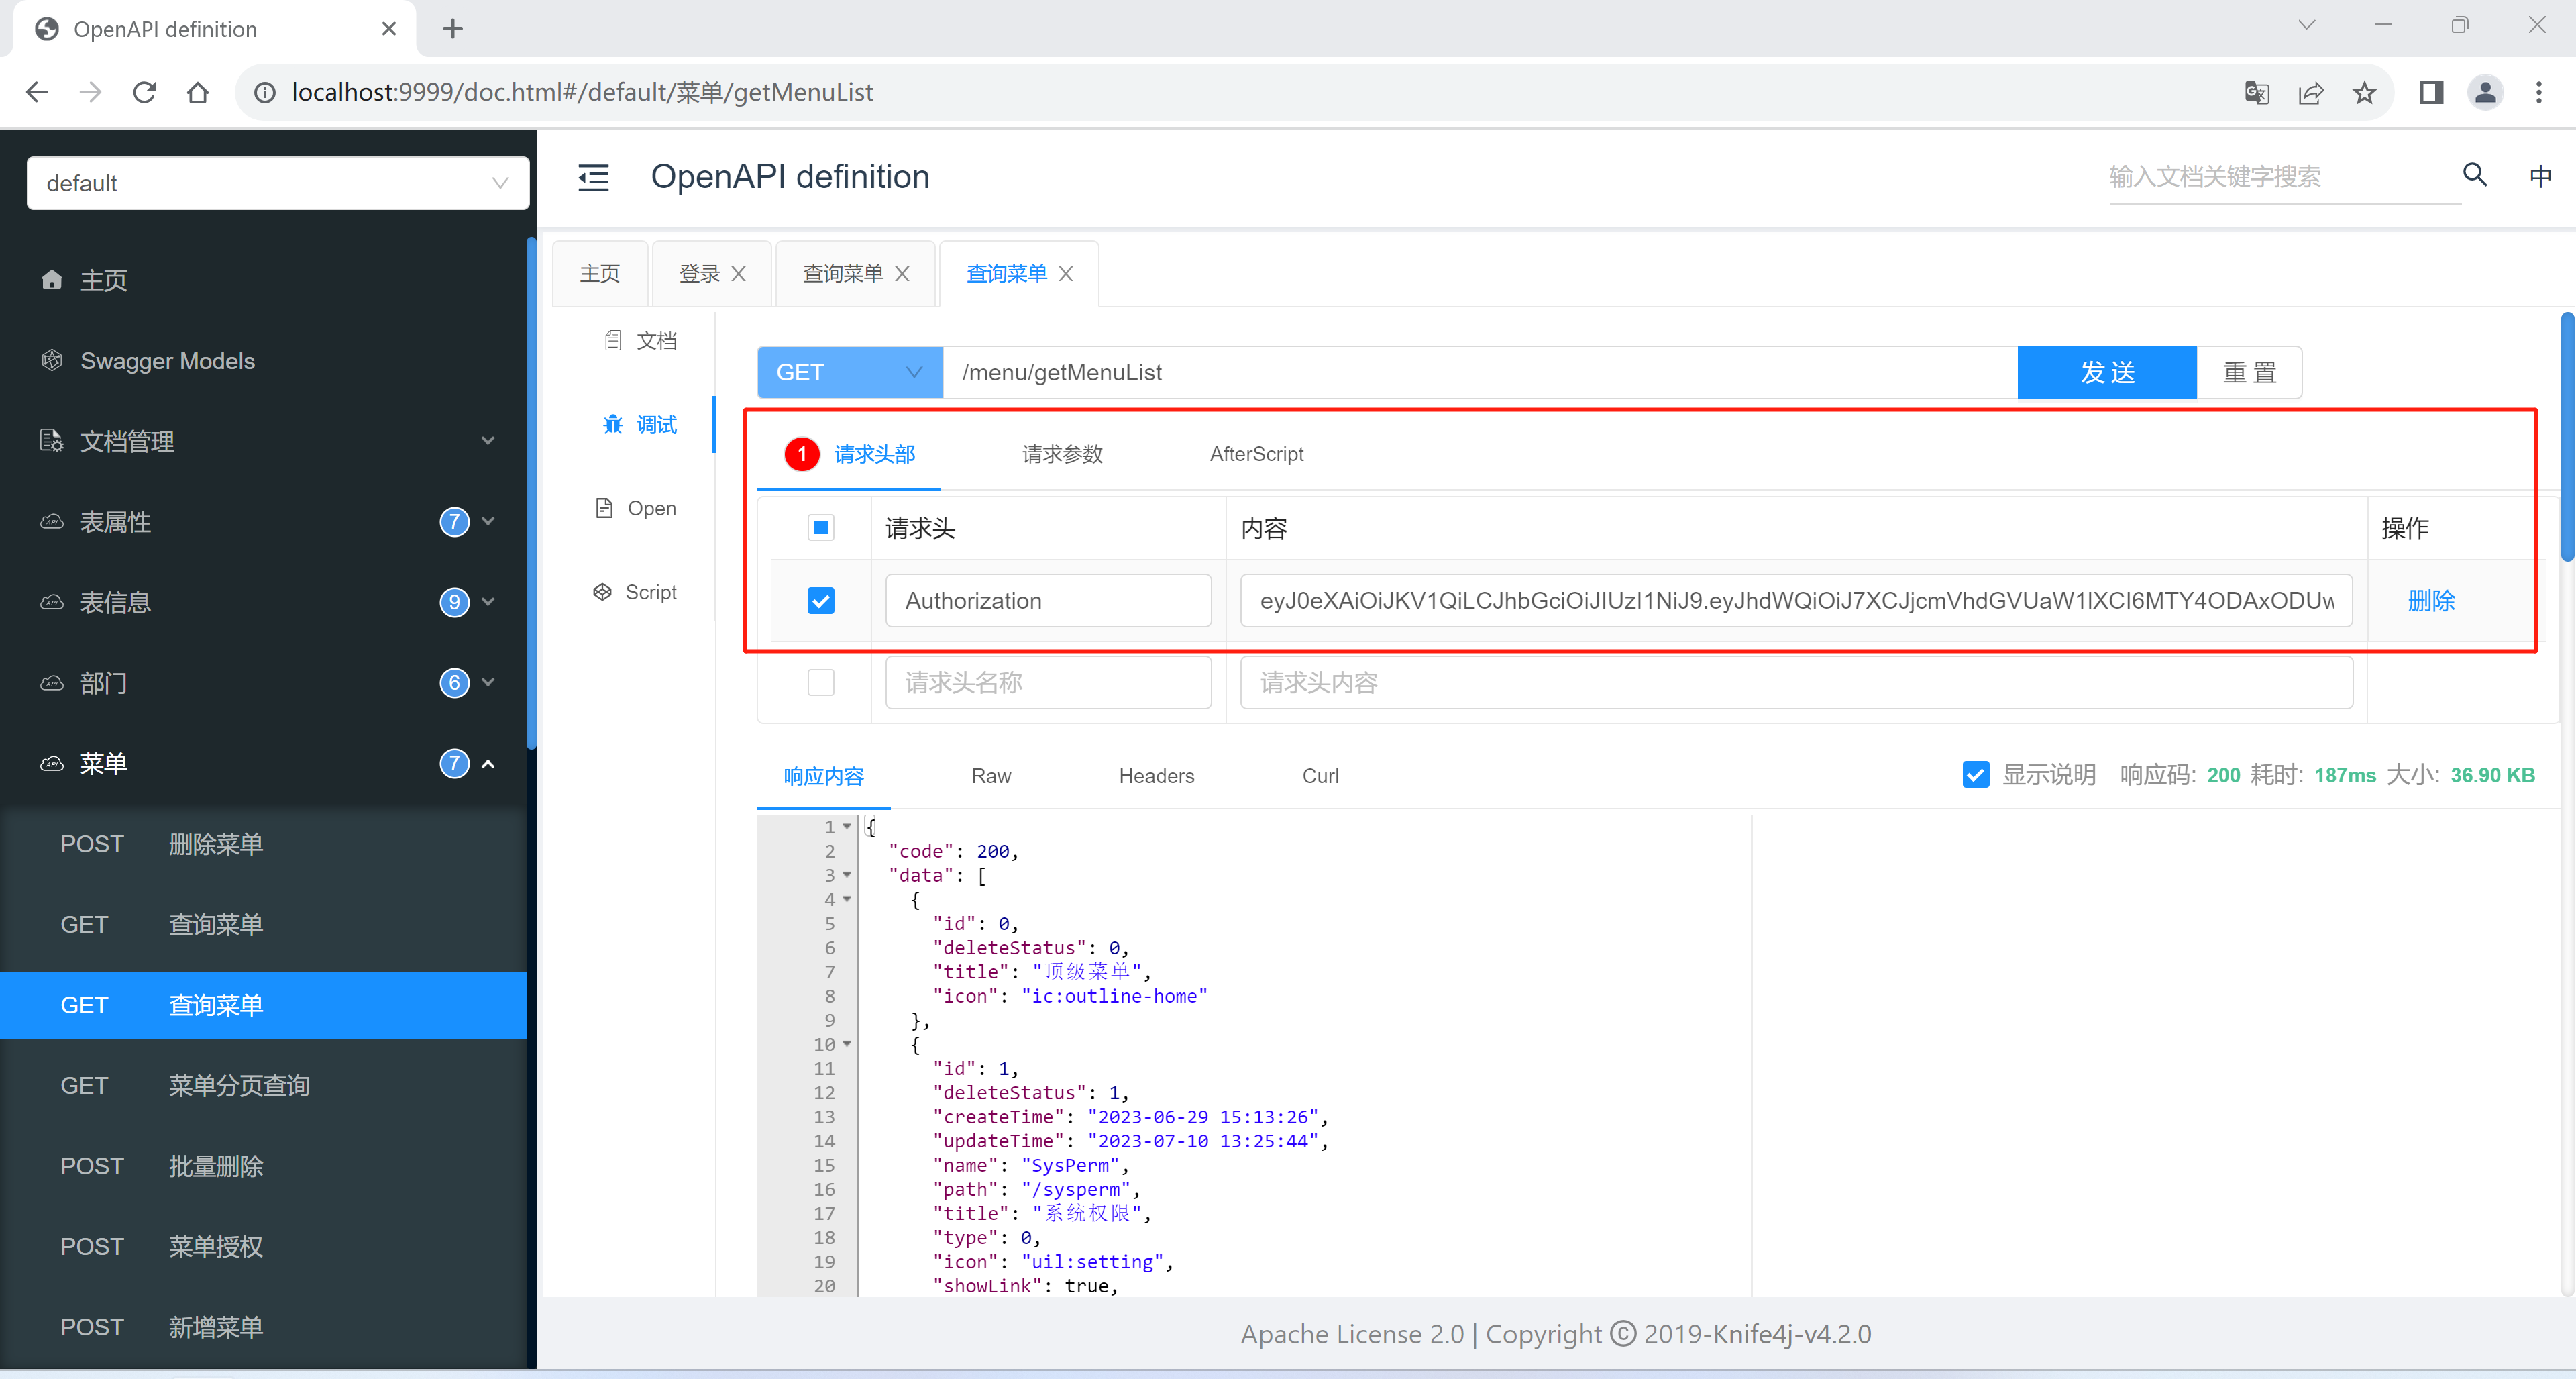 OpenAPI definition
localhost:9999/doc.html#/default/菜单/getMenuList
default
OpenAPI definition
输入文档关键字搜索
中
主页
Swagger Models
文档管理
表属性 7
表信息 9
部门 6
菜单 7
POST 删除菜单
GET 查询菜单
GET 查询菜单
GET 菜单分页查询
POST 批量删除
POST 菜单授权
POST 新增菜单
主页 登录 查询菜单 查询菜单
文档
调试
Open
Script
GET /menu/getMenuList 发 送 重 置
1 请求头部 请求参数 AfterScript
请求头 内容 操作
Authorization eyJ0eXAiOiJKV1QiLCJhbGciOiJIUzI1NiJ9.eyJhdWQiOiJ7XCJjcmVhdGVUaW1lXCI6MTY4ODAxODUw 删除
请求头名称 请求头内容
响应内容 Raw Headers Curl 显示说明 响应码: 200 耗时: 187ms 大小: 36.90 KB
1 {
2 "code": 200,
3 "data": [
4 {
5 "id": 0,
6 "deleteStatus": 0,
7 "title": "顶级菜单",
8 "icon": "ic:outline-home"
9 },
10 {
11 "id": 1,
12 "deleteStatus": 1,
13 "createTime": "2023-06-29 15:13:26",
14 "updateTime": "2023-07-10 13:25:44",
15 "name": "SysPerm",
16 "path": "/sysperm",
17 "title": "系统权限",
18 "type": 0,
19 "icon": "uil:setting",
20 "showLink": true,
Apache License 2.0 | Copyright © 2019-Knife4j-v4.2.0